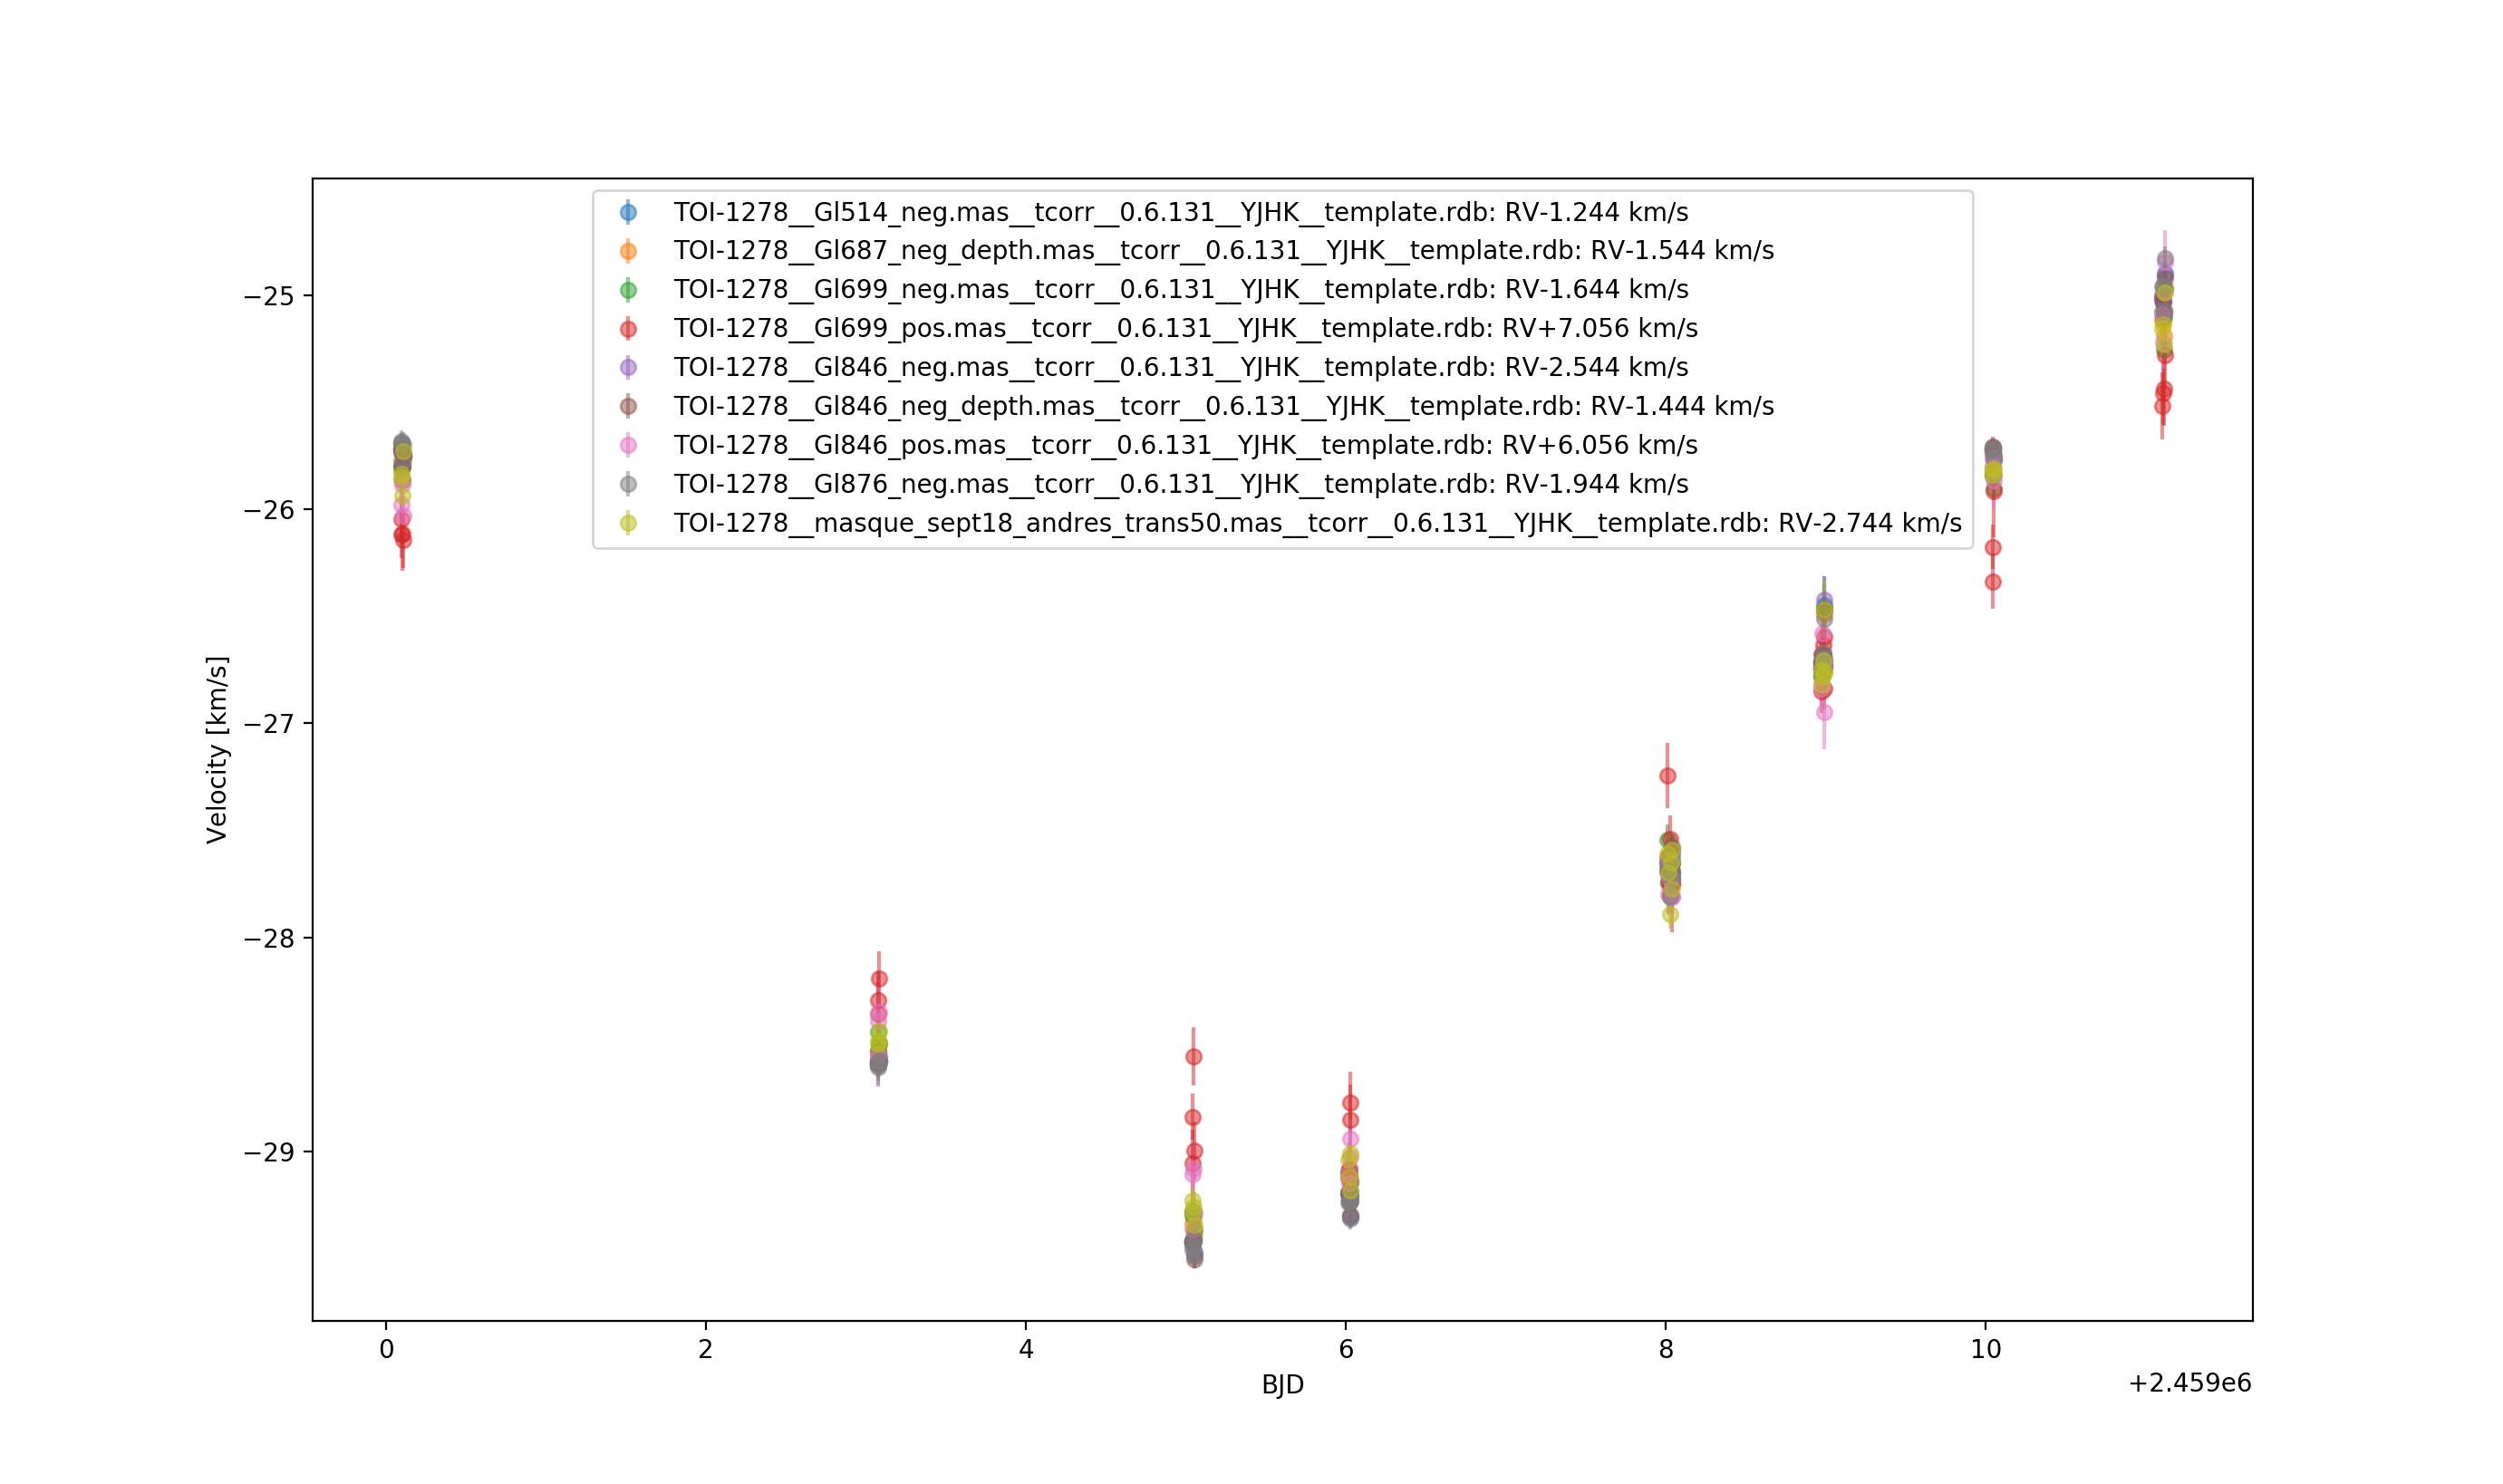 TOI-1278__Gl514_neg.mas__tcorr__0.6.131__YJHK__template.rdb: RV-1.244 km/s
TOI-1278__Gl687_neg_depth.mas__tcorr__0.6.131__YJHK__template.rdb: RV-1.544 km/s
TOI-1278__Gl699_neg.mas__tcorr__0.6.131__YJHK__template.rdb: RV-1.644 km/s
TOI-1278__Gl699_pos.mas__tcorr__0.6.131__YJHK__template.rdb: RV+7.056 km/s
TOI-1278__Gl846_neg.mas__tcorr__0.6.131__YJHK__template.rdb: RV-2.544 km/s
TOI-1278__Gl846_neg_depth.mas__tcorr__0.6.131__YJHK__template.rdb: RV-1.444 km/s
TOI-1278__Gl846_pos.mas__tcorr__0.6.131__YJHK__template.rdb: RV+6.056 km/s
TOI-1278__Gl876_neg.mas__tcorr__0.6.131__YJHK__template.rdb: RV-1.944 km/s
TOI-1278__masque_sept18_andres_trans50.mas__tcorr__0.6.131__YJHK__template.rdb: RV-2.744 km/s
−25
−26
−27
−28
−29
Velocity [km/s]
0 2 4 6 8 10
BJD
+2.459e6